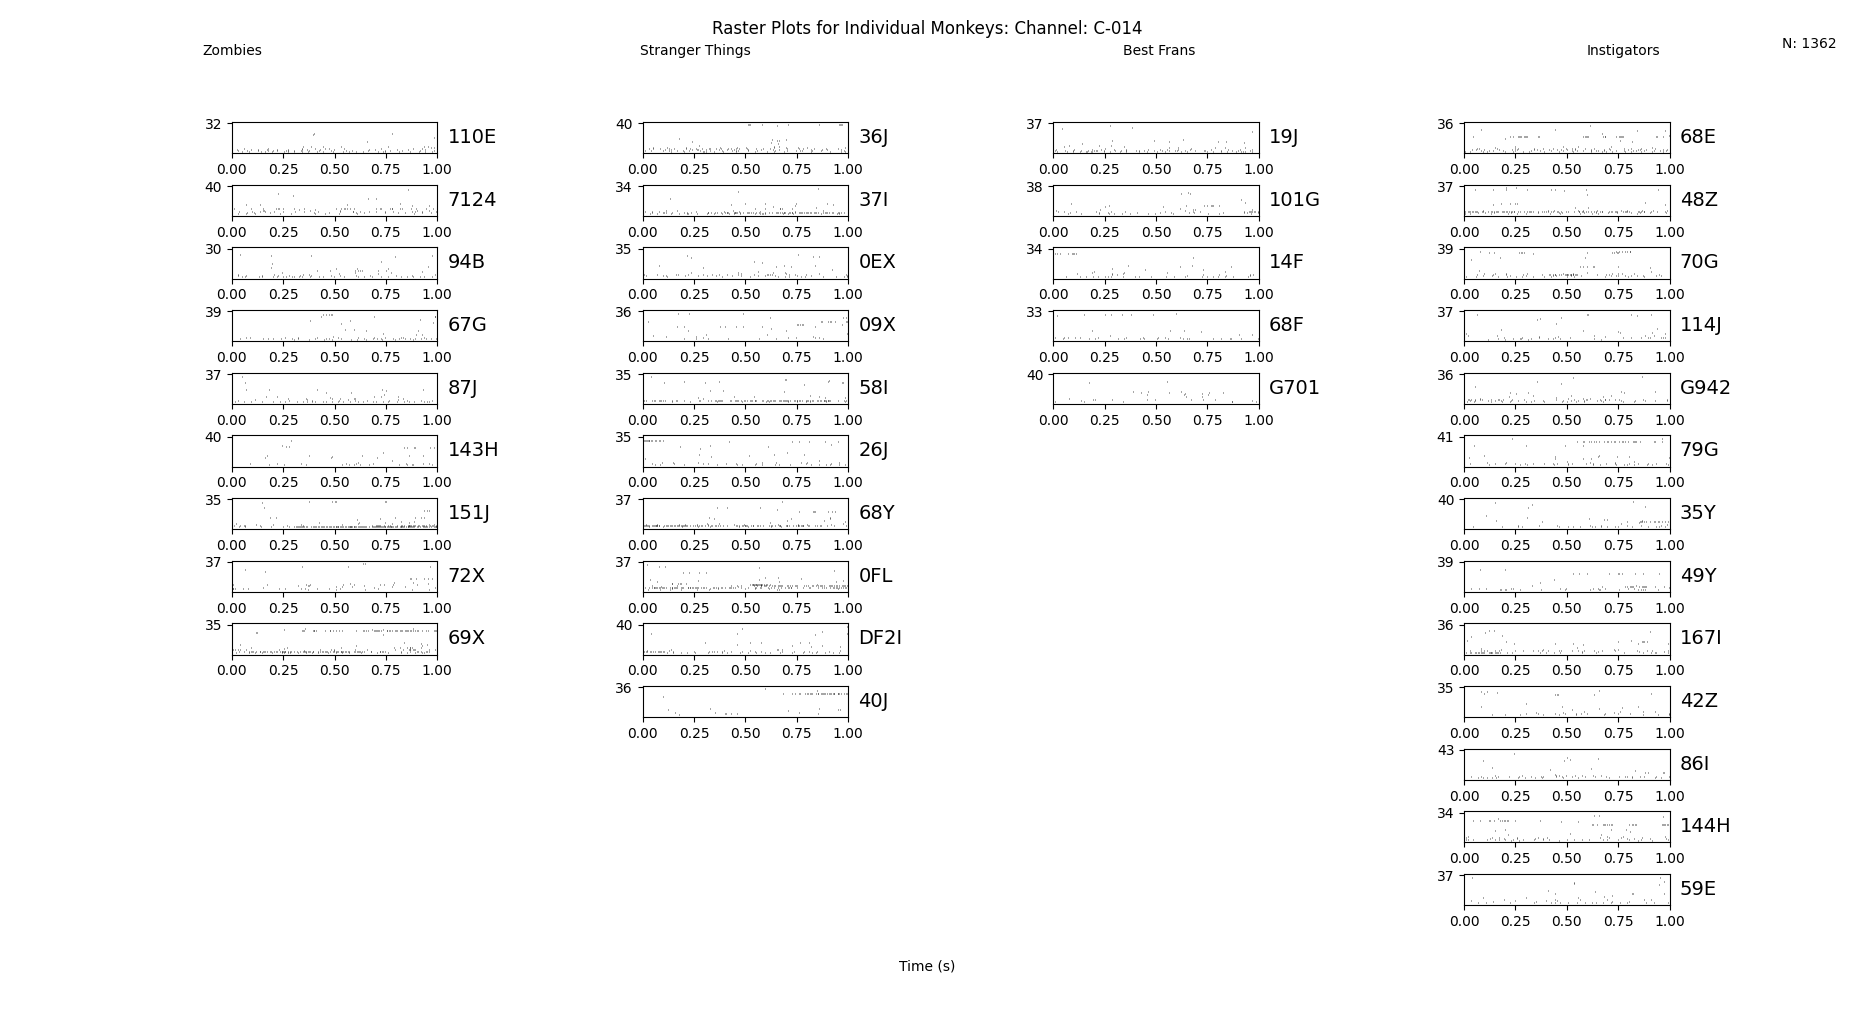 Raster Plots for Individual Monkeys: Channel: C-014
Zombies Stranger Things Best Frans Instigators N: 1362
32 110E 40 36J 37 19J 36 68E
0.00 0.25 0.50 0.75 1.00 0.00 0.25 0.50 0.75 1.00 0.00 0.25 0.50 0.75 1.00 0.00 0.25 0.50 0.75 1.00
40 7124 34 37I 38 101G 37 48Z
0.00 0.25 0.50 0.75 1.00 0.00 0.25 0.50 0.75 1.00 0.00 0.25 0.50 0.75 1.00 0.00 0.25 0.50 0.75 1.00
30 94B 35 0EX 34 14F 39 70G
0.00 0.25 0.50 0.75 1.00 0.00 0.25 0.50 0.75 1.00 0.00 0.25 0.50 0.75 1.00 0.00 0.25 0.50 0.75 1.00
39 67G 36 09X 33 68F 37 114J
0.00 0.25 0.50 0.75 1.00 0.00 0.25 0.50 0.75 1.00 0.00 0.25 0.50 0.75 1.00 0.00 0.25 0.50 0.75 1.00
37 87J 35 58I 40 G701 36 G942
0.00 0.25 0.50 0.75 1.00 0.00 0.25 0.50 0.75 1.00 0.00 0.25 0.50 0.75 1.00 0.00 0.25 0.50 0.75 1.00
40 143H 35 26J 41 79G
0.00 0.25 0.50 0.75 1.00 0.00 0.25 0.50 0.75 1.00 0.00 0.25 0.50 0.75 1.00
35 151J 37 68Y 40 35Y
0.00 0.25 0.50 0.75 1.00 0.00 0.25 0.50 0.75 1.00 0.00 0.25 0.50 0.75 1.00
37 72X 37 0FL 39 49Y
0.00 0.25 0.50 0.75 1.00 0.00 0.25 0.50 0.75 1.00 0.00 0.25 0.50 0.75 1.00
35 69X 40 DF2I 36 167I
0.00 0.25 0.50 0.75 1.00 0.00 0.25 0.50 0.75 1.00 0.00 0.25 0.50 0.75 1.00
36 40J 35 42Z
0.00 0.25 0.50 0.75 1.00 0.00 0.25 0.50 0.75 1.00
43 86I
0.00 0.25 0.50 0.75 1.00
34 144H
0.00 0.25 0.50 0.75 1.00
37 59E
0.00 0.25 0.50 0.75 1.00
Time (s)